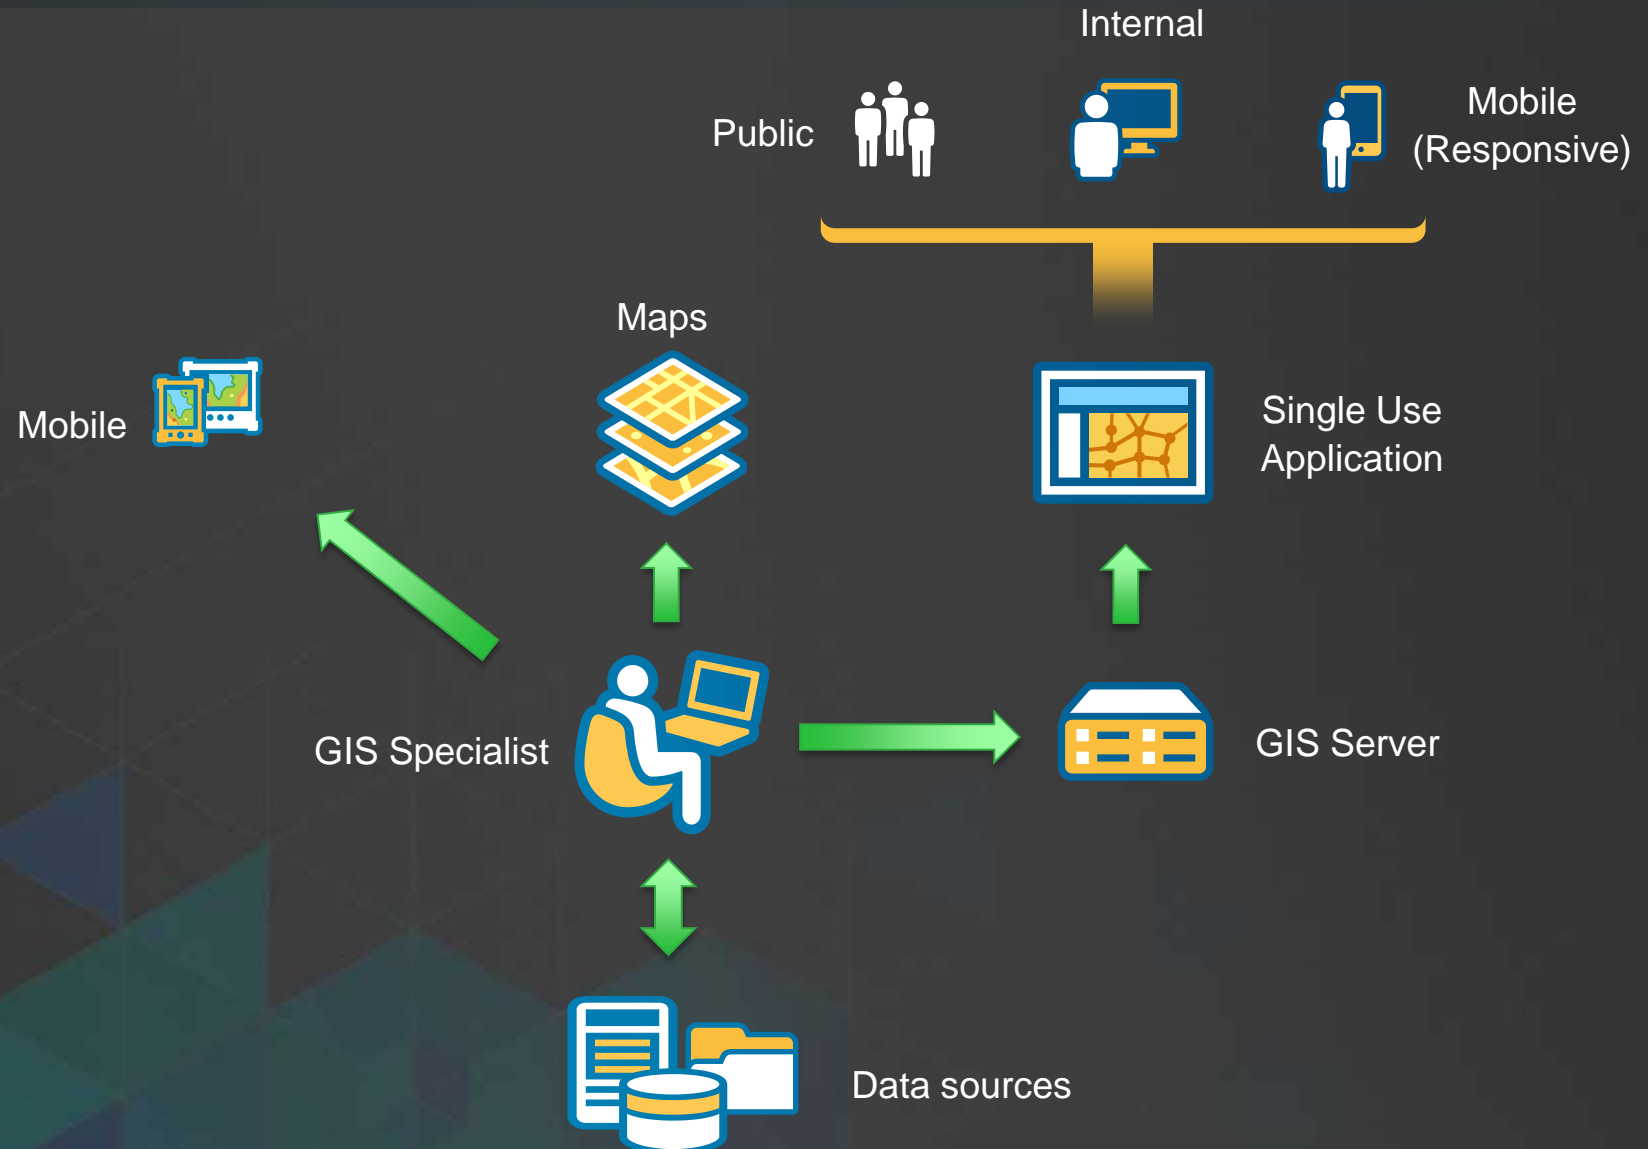 Internal
Public
Mobile
(Responsive)
Maps
Mobile
Single Use
Application
GIS Specialist
GIS Server
Data sources